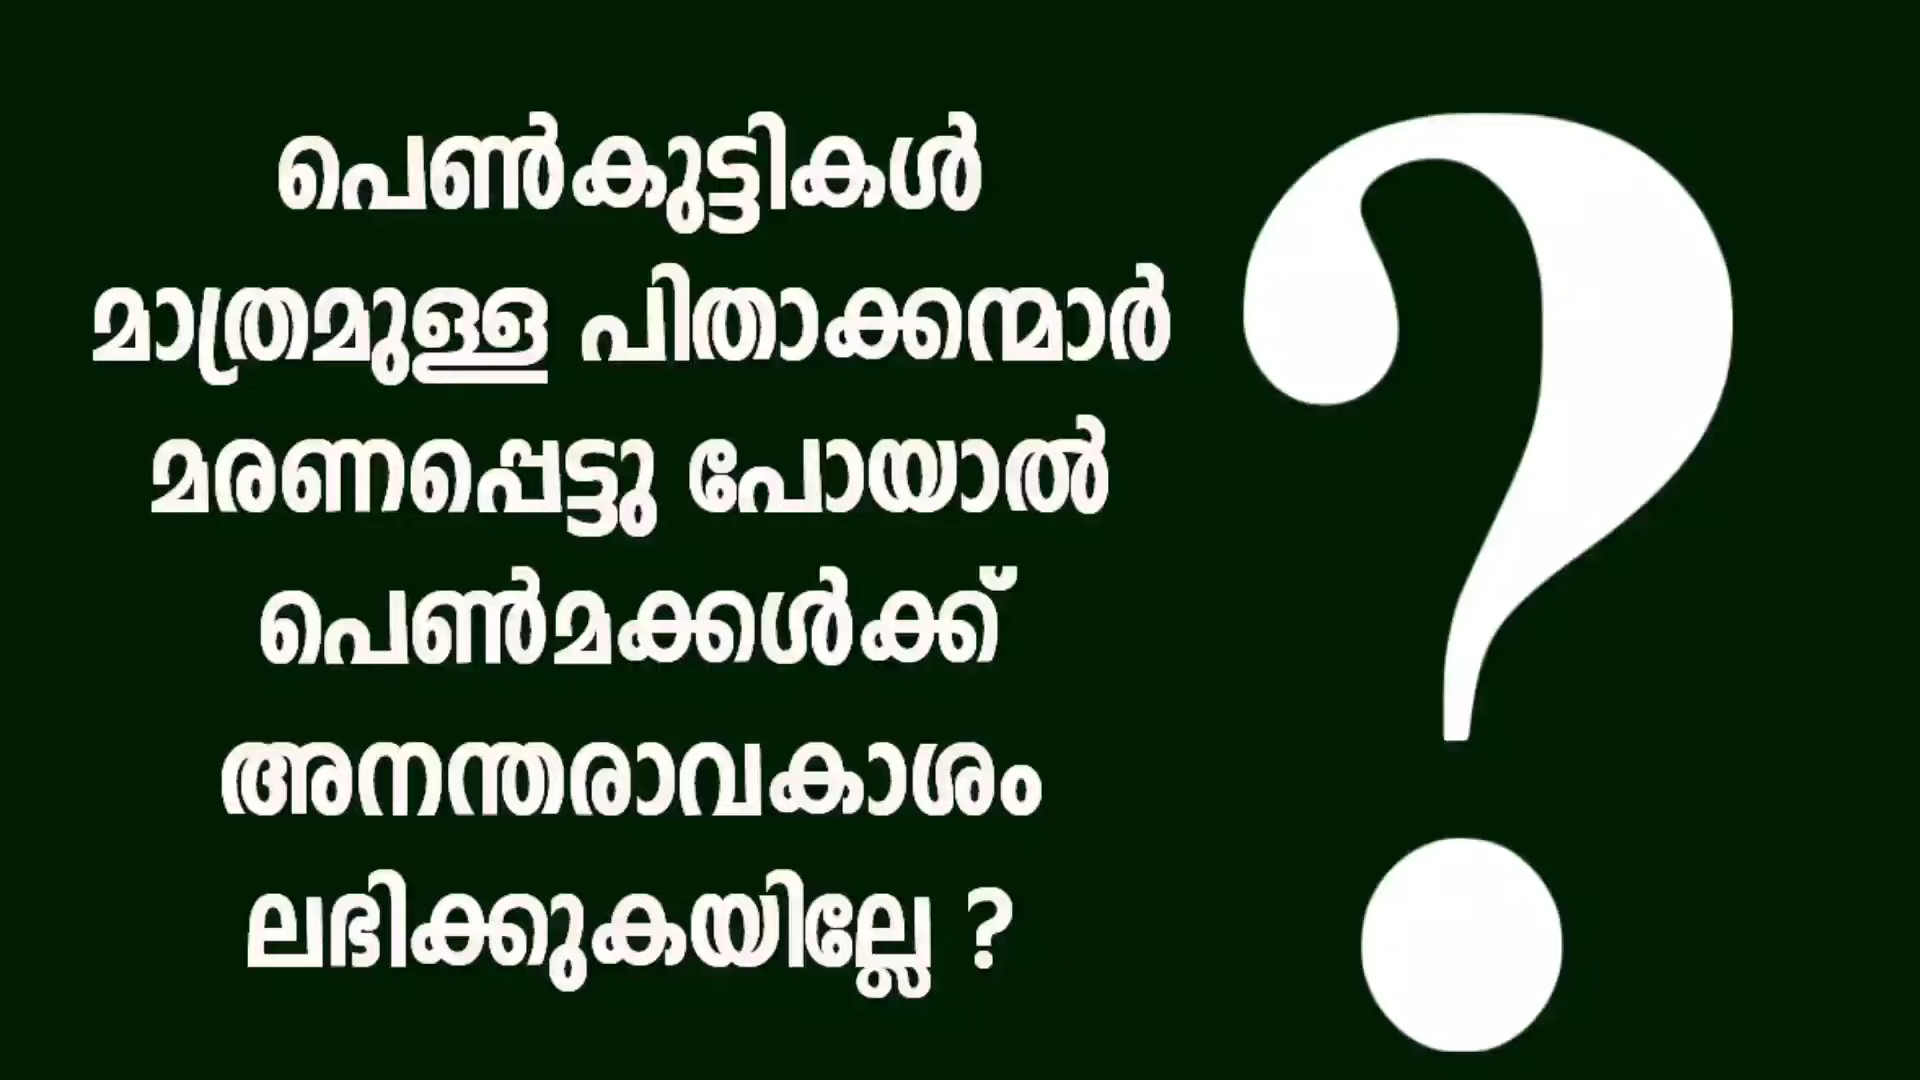 പെൺകുട്ടികൾ
മാത്രമുള്ള പിതാക്കന്മാർ
മരണപ്പെട്ടു പോയാൽ
പെൺമക്കൾക്ക്
അനന്തരാവകാശം
ലഭിക്കുകയില്ലേ ?
?